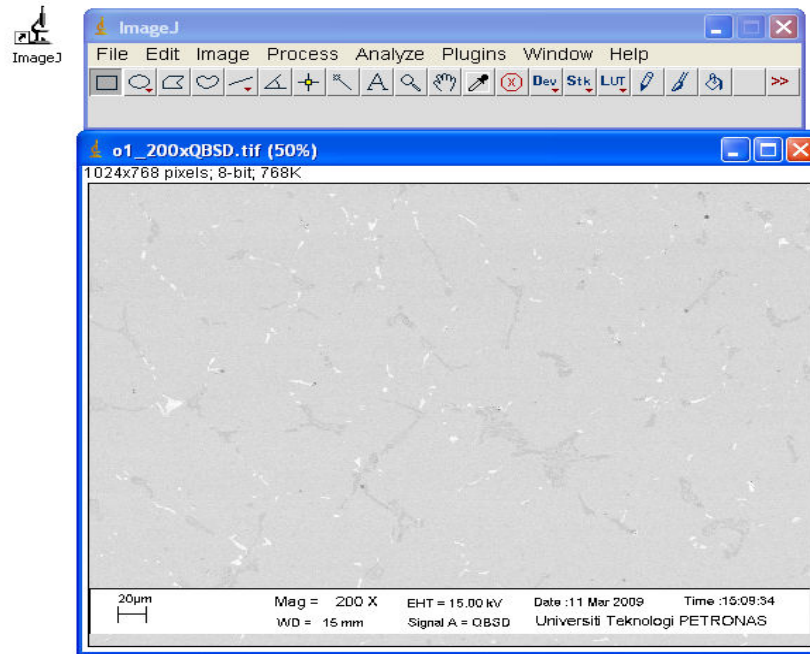 ImageJ
ImageJ
File Edit Image Process Analyze Plugins Window Help
A Dev Stk LUT >>
o1_200xQBSD.tif (50%)
1024x768 pixels; 8-bit; 768K
20µm Mag = 200 X EHT = 15.00 kV Date :11 Mar 2009 Time :15:09:34
WD = 15 mm Signal A = QBSD Universiti Teknologi PETRONAS